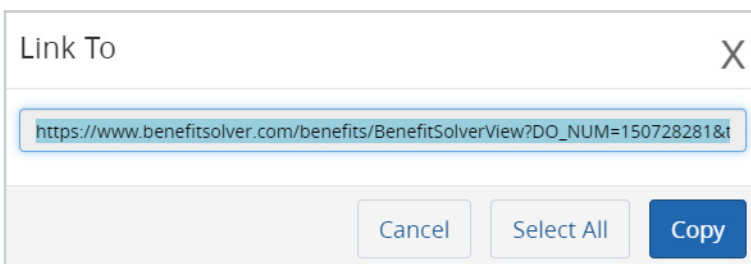 Link To
X
https://www.benefitsolver.com/benefits/BenefitSolverView?DO_NUM=150728281&t
Cancel Select All Copy